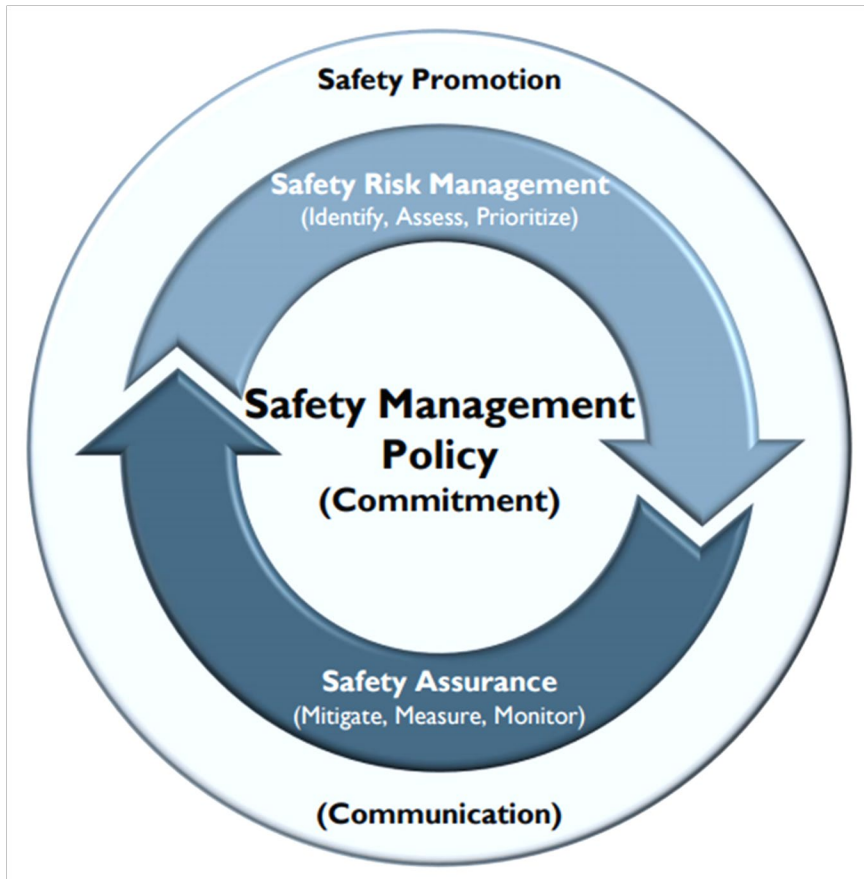 Safety Promotion
Safety Risk Management
(Identify, Assess, Prioritize)
Safety Management
Policy
(Commitment)
Safety Assurance
(Mitigate, Measure, Monitor)
(Communication)